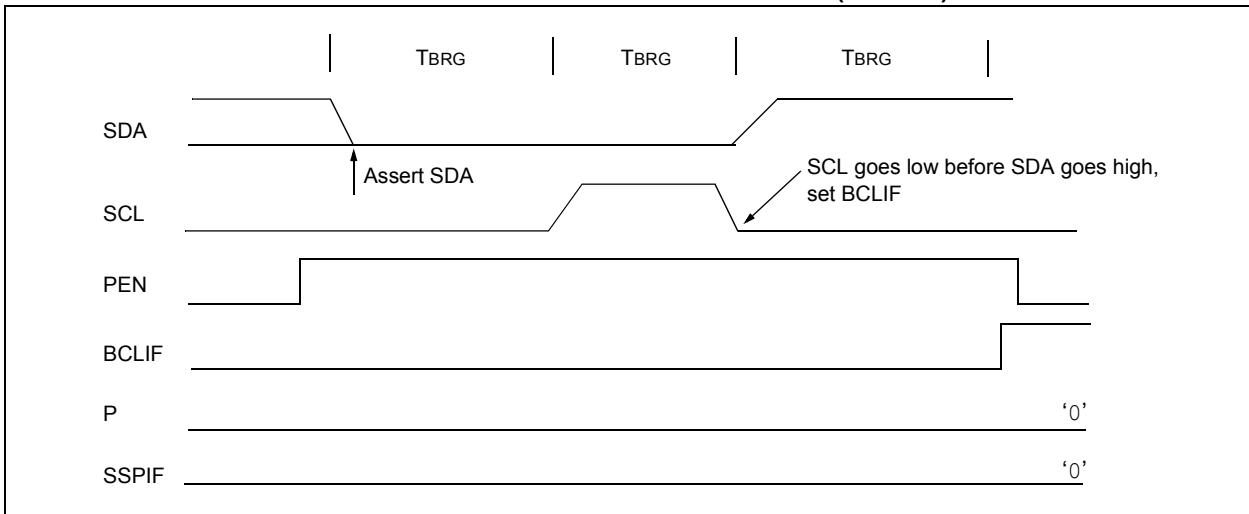 TBRG TBRG TBRG
SDA
Assert SDA
SCL goes low before SDA goes high,
set BCLIF
SCL
PEN
BCLIF
P
‘0’
SSPIF
‘0’